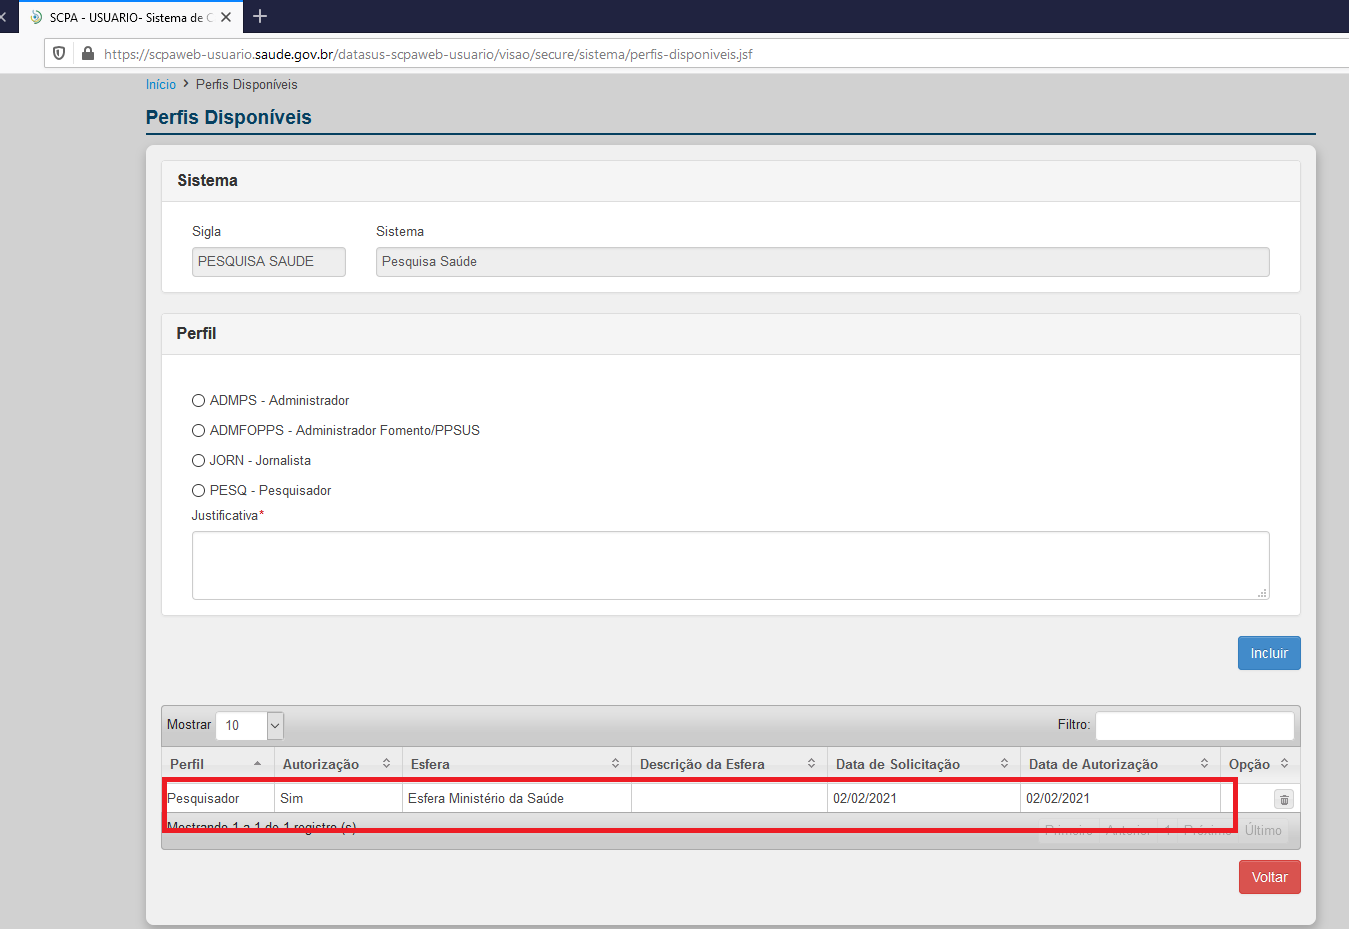 SCPA - USUARIO- Sistema de C
https://scpaweb-usuario.saude.gov.br/datasus-scpaweb-usuario/visao/secure/sistema/perfis-disponiveis.jsf
Início > Perfis Disponíveis
Perfis Disponíveis
Sistema
Sigla Sistema
PESQUISA SAUDE Pesquisa Saúde
Perfil
ADMPS - Administrador
ADMFOPPS - Administrador Fomento/PPSUS
JORN - Jornalista
PESQ - Pesquisador
Justificativa*
Incluir
Mostrar 10 Filtro:
Perfil Autorização Esfera Descrição da Esfera Data de Solicitação Data de Autorização Opção
Pesquisador Sim Esfera Ministério da Saúde 02/02/2021 02/02/2021
Mostrando 1 a 1 de 1 registro (s) Primeiro Anterior 1 Próximo Último
Voltar